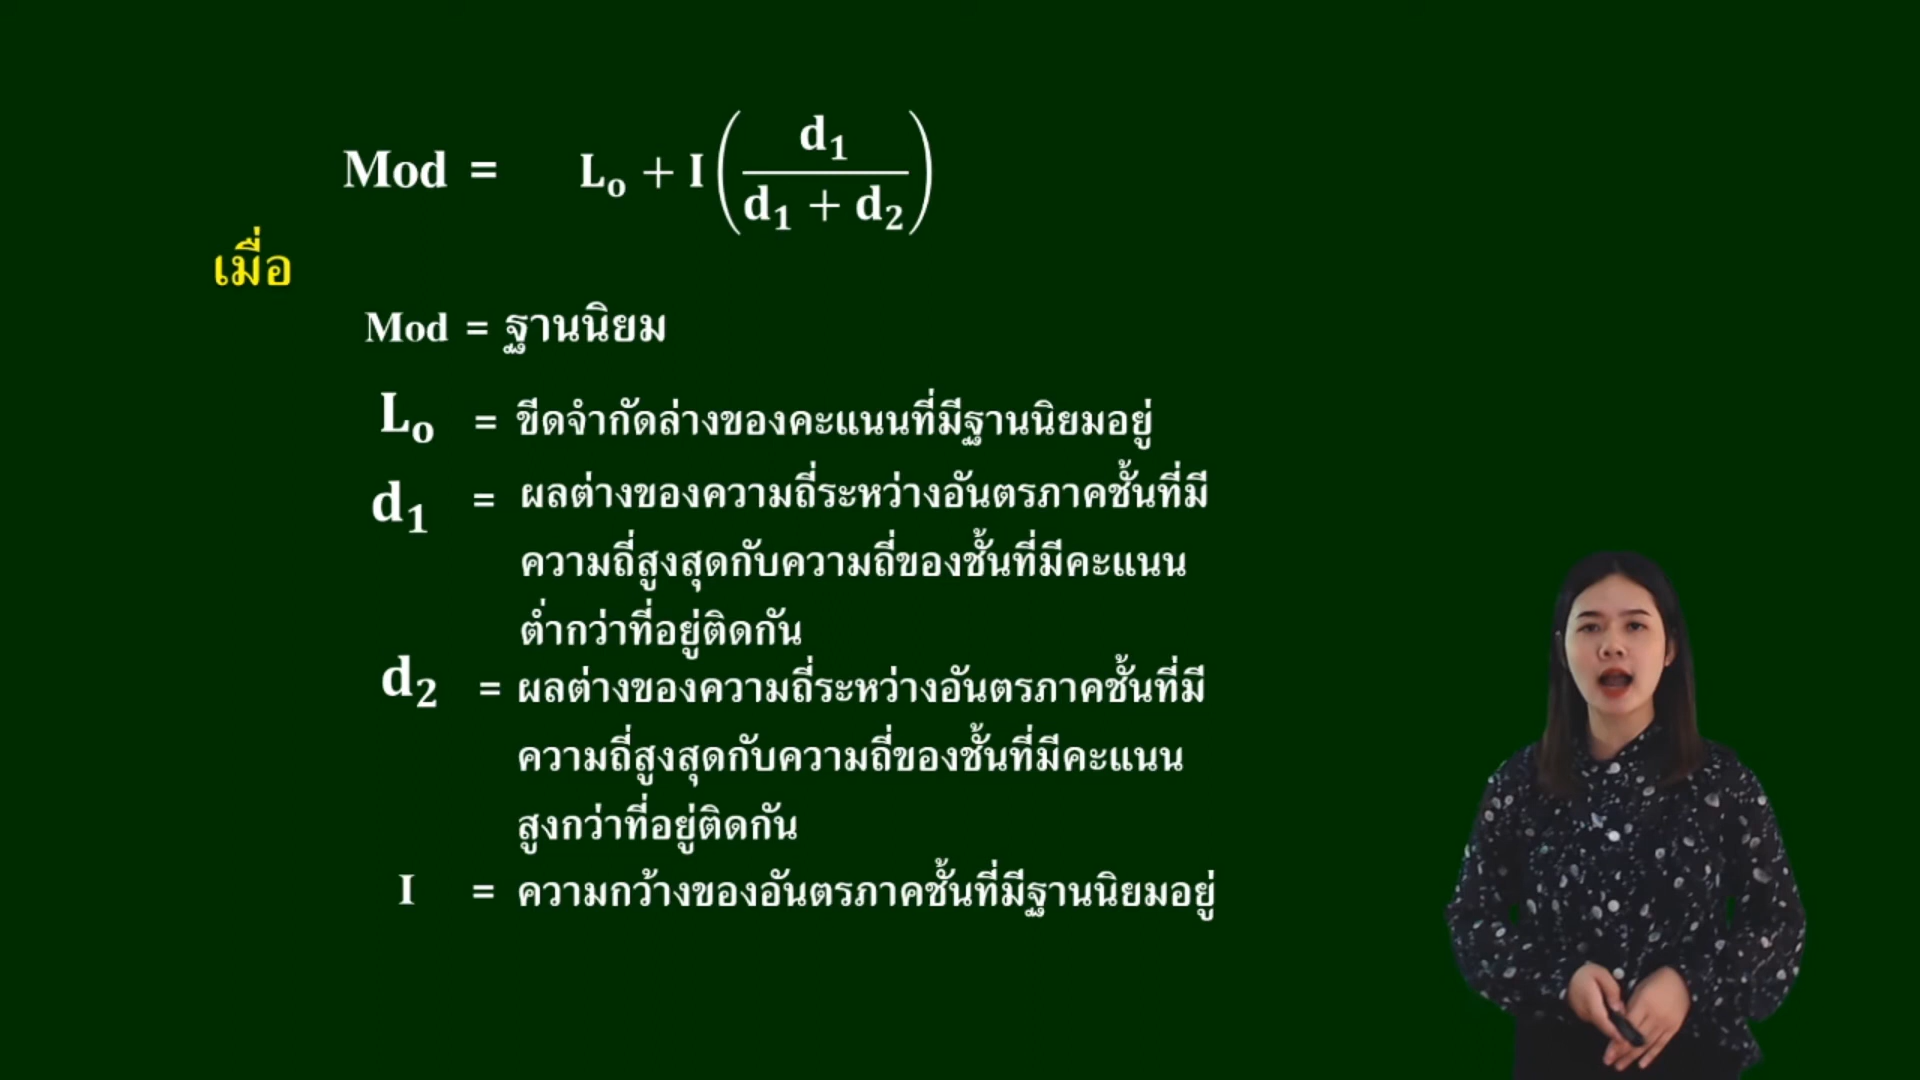 Mod = L₀ + I(d₁/(d₁ + d₂))
เมื่อ
Mod = ฐานนิยม
L₀ = ขีดจำกัดล่างของคะแนนที่มีฐานนิยมอยู่
d₁ = ผลต่างของความถี่ระหว่างอันตรภาคชั้นที่มี
ความถี่สูงสุดกับความถี่ของชั้นที่มีคะแนน
ต่ำกว่าที่อยู่ติดกัน
d₂ = ผลต่างของความถี่ระหว่างอันตรภาคชั้นที่มี
ความถี่สูงสุดกับความถี่ของชั้นที่มีคะแนน
สูงกว่าที่อยู่ติดกัน
I = ความกว้างของอันตรภาคชั้นที่มีฐานนิยมอยู่